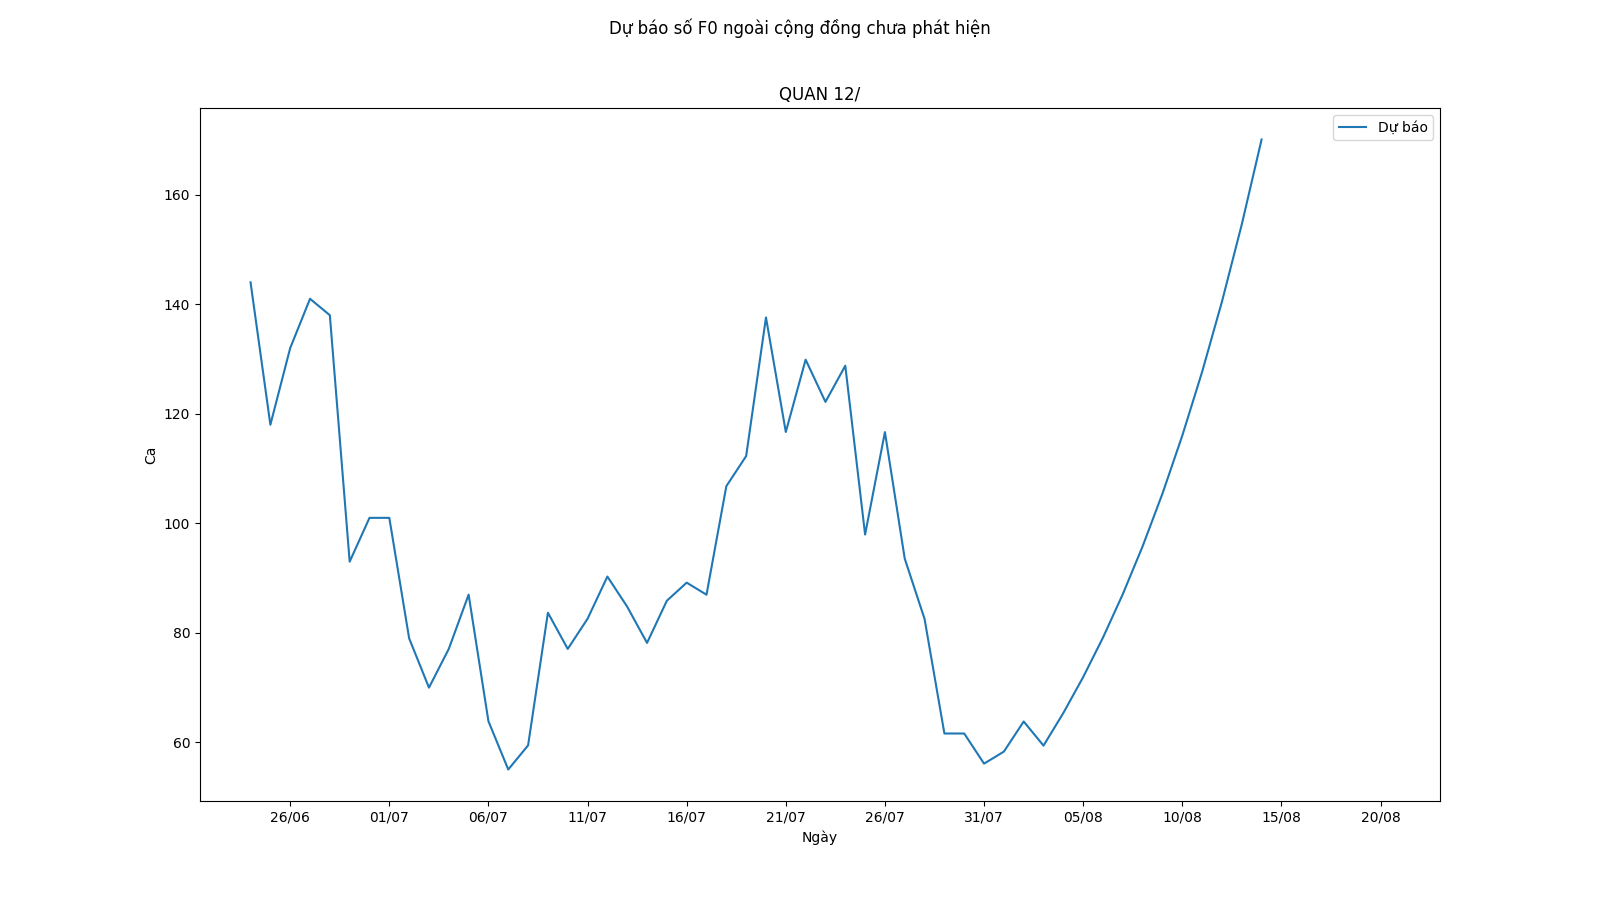 Dự báo số F0 ngoài cộng đồng chưa phát hiện
QUAN 12/
Dự báo
160
140
120
100
80
60
Ca
26/06 01/07 06/07 11/07 16/07 21/07 26/07 31/07 05/08 10/08 15/08 20/08
Ngày